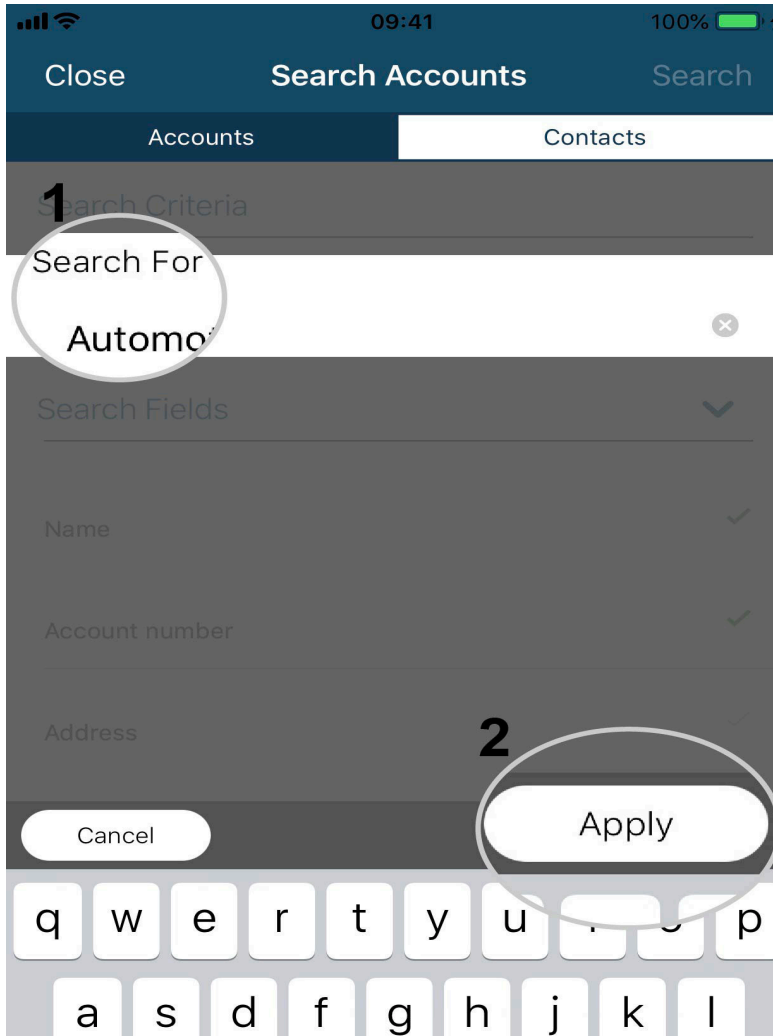 09:41 100%
Close Search Accounts Search
Accounts Contacts
1
Search Criteria
Search For
Automo
Search Fields
Name
Account number
Address
2
Cancel Apply
q w e r t y u p
a s d f g h j k l